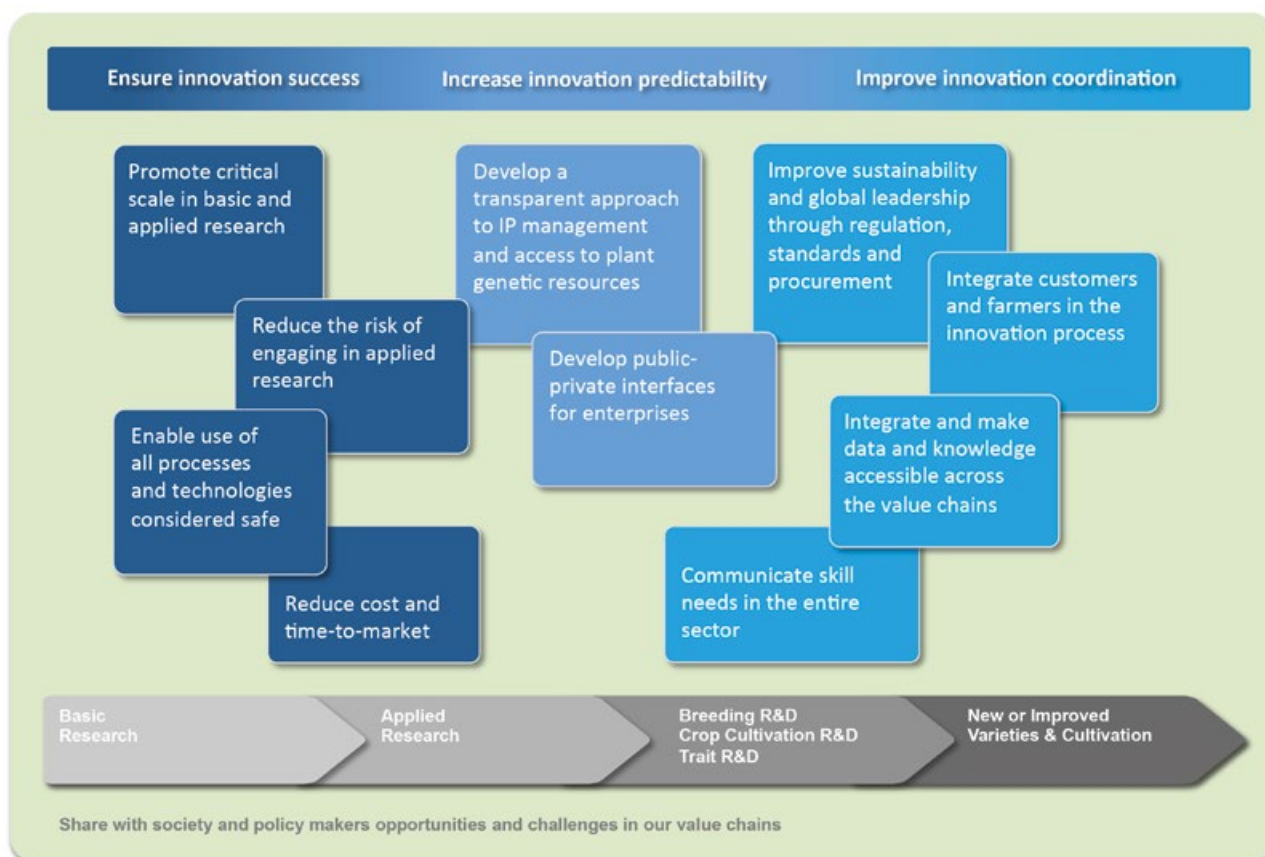 Ensure innovation success
Increase innovation predictability
Improve innovation coordination
Promote critical
scale in basic and
applied research
Reduce the risk of
engaging in applied
research
Enable use of
all processes
and technologies
considered safe
Reduce cost and
time-to-market
Develop a
transparent approach
to IP management
and access to plant
genetic resources
Develop public-
private interfaces
for enterprises
Improve sustainability
and global leadership
through regulation,
standards and
procurement
Integrate customers
and farmers in the
innovation process
Integrate and make
data and knowledge
accessible across
the value chains
Communicate skill
needs in the entire
sector
Basic
Research
Applied
Research
Breeding R&D
Crop Cultivation R&D
Trait R&D
New or Improved
Varieties & Cultivation
Share with society and policy makers opportunities and challenges in our value chains